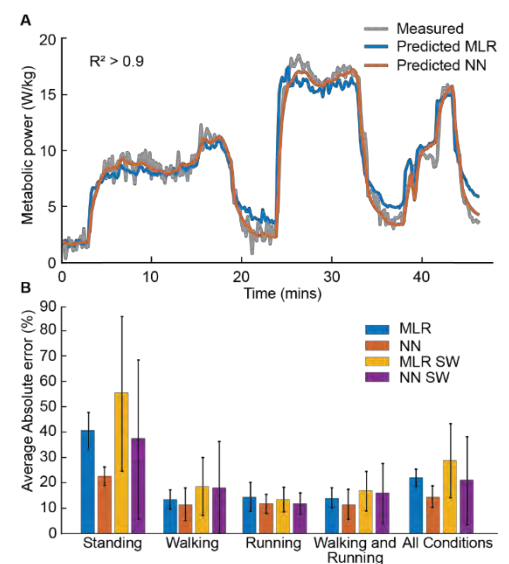 A
Measured
Predicted MLR
Predicted NN
R² > 0.9
Metabolic power (W/kg)
20
15
10
5
0
0
10
20
30
40
Time (mins)
B
Average Absolute error (%)
90
80
70
60
50
40
30
20
10
0
MLR
NN
MLR SW
NN SW
Standing
Walking
Running
Walking and
Running
All Conditions